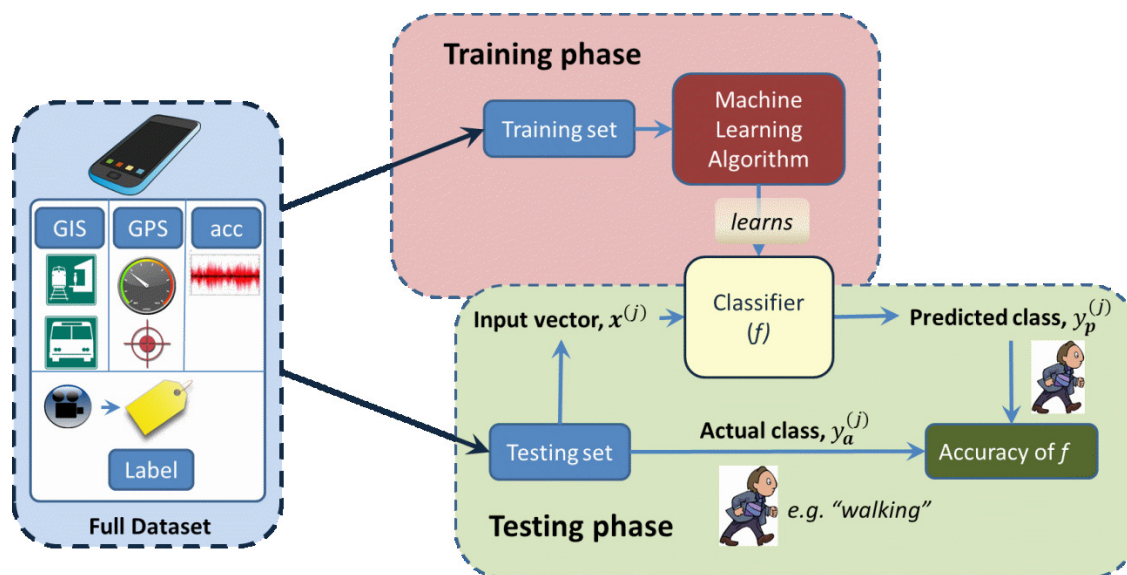 Training phase
Training set
Machine
Learning
Algorithm
learns
GIS
GPS
acc
Label
Full Dataset
Input vector, x^(j)
Classifier
(f)
Predicted class, y_p^(j)
Testing set
Actual class, y_a^(j)
Accuracy of f
e.g. “walking”
Testing phase